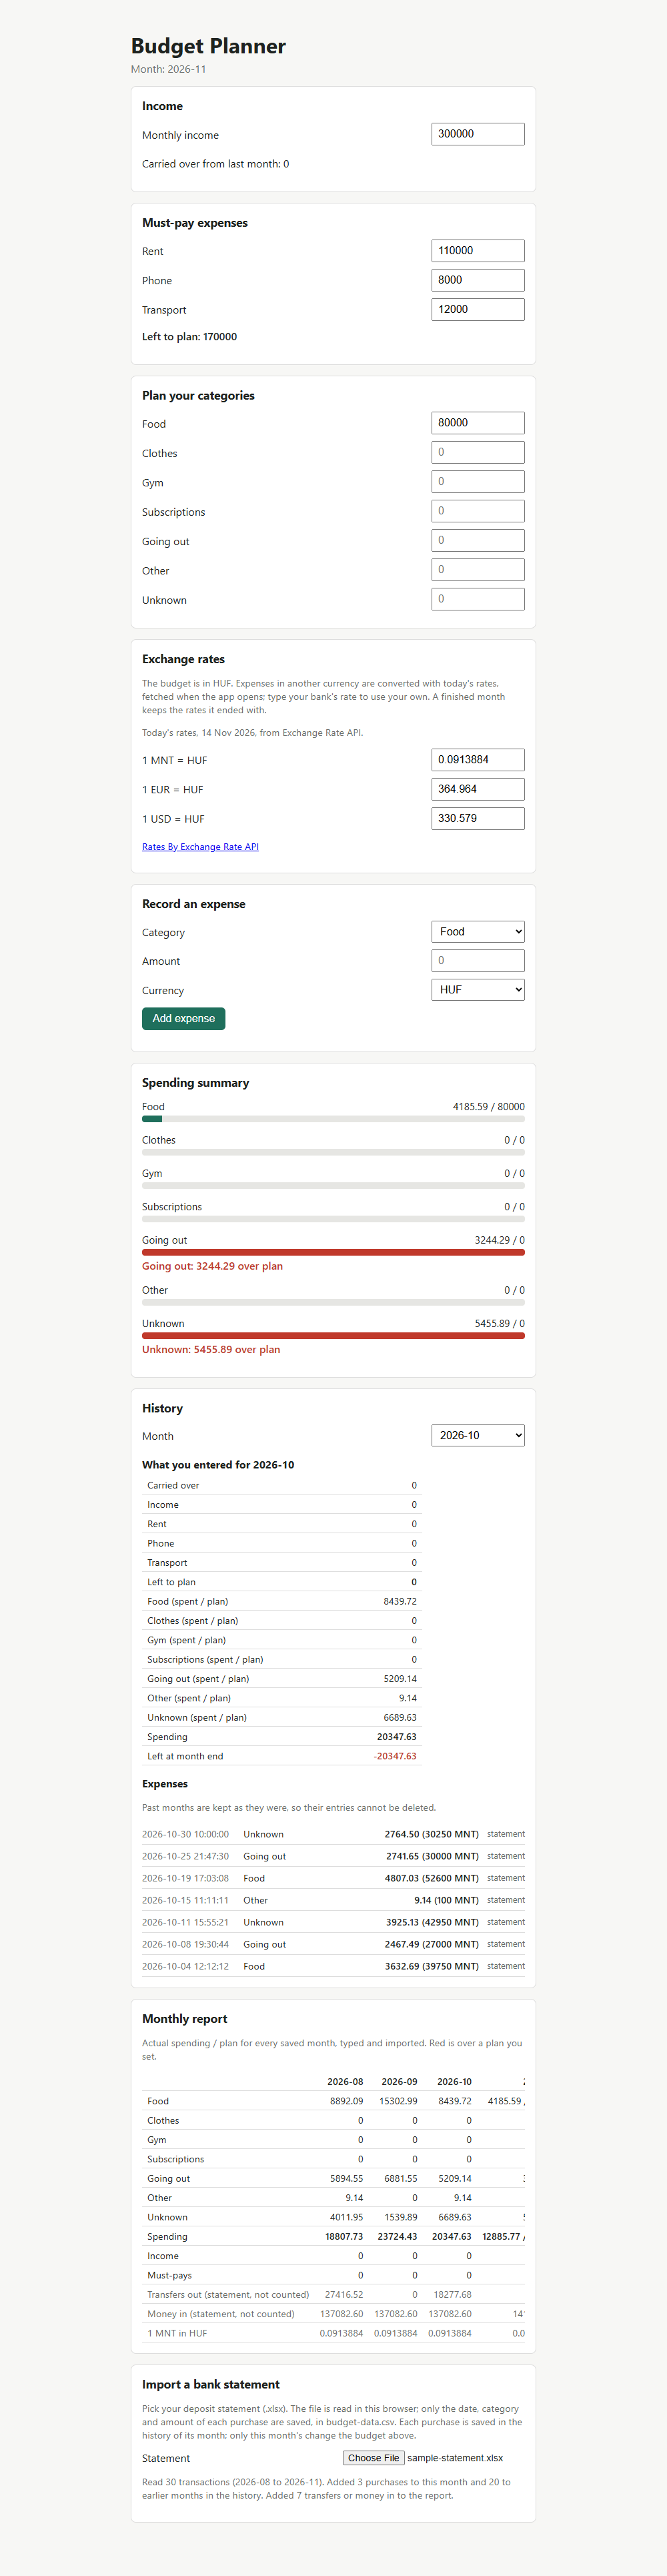 Budget Planner
Month: 2026-11
Income
Monthly income 300000
Carried over from last month: 0
Must-pay expenses
Rent 110000
Phone 8000
Transport 12000
Left to plan: 170000
Plan your categories
Food 80000
Clothes 0
Gym 0
Subscriptions 0
Going out 0
Other 0
Unknown 0
Exchange rates
The budget is in HUF. Expenses in another currency are converted with today's rates,
fetched when the app opens; type your bank's rate to use your own. A finished month
keeps the rates it ended with.
Today's rates, 14 Nov 2026, from Exchange Rate API.
1 MNT = HUF 0.0913884
1 EUR = HUF 364.964
1 USD = HUF 330.579
Rates By Exchange Rate API
Record an expense
Category Food
Amount 0
Currency HUF
Add expense
Spending summary
Food 4185.59 / 80000
Clothes 0 / 0
Gym 0 / 0
Subscriptions 0 / 0
Going out 3244.29 / 0
Going out: 3244.29 over plan
Other 0 / 0
Unknown 5455.89 / 0
Unknown: 5455.89 over plan
History
Month 2026-10
What you entered for 2026-10
Carried over 0
Income 0
Rent 0
Phone 0
Transport 0
Left to plan 0
Food (spent / plan) 8439.72
Clothes (spent / plan) 0
Gym (spent / plan) 0
Subscriptions (spent / plan) 0
Going out (spent / plan) 5209.14
Other (spent / plan) 9.14
Unknown (spent / plan) 6689.63
Spending 20347.63
Left at month end -20347.63
Expenses
Past months are kept as they were, so their entries cannot be deleted.
2026-10-30 10:00:00 Unknown 2764.50 (30250 MNT) statement
2026-10-25 21:47:30 Going out 2741.65 (30000 MNT) statement
2026-10-19 17:03:08 Food 4807.03 (52600 MNT) statement
2026-10-15 11:11:11 Other 9.14 (100 MNT) statement
2026-10-11 15:55:21 Unknown 3925.13 (42950 MNT) statement
2026-10-08 19:30:44 Going out 2467.49 (27000 MNT) statement
2026-10-04 12:12:12 Food 3632.69 (39750 MNT) statement
Monthly report
Actual spending / plan for every saved month, typed and imported. Red is over a plan you
set.
2026-08 2026-09 2026-10
Food 8892.09 15302.99 8439.72 4185.59 /
Clothes 0 0 0
Gym 0 0 0
Subscriptions 0 0 0
Going out 5894.55 6881.55 5209.14
Other 9.14 0 9.14
Unknown 4011.95 1539.89 6689.63
Spending 18807.73 23724.43 20347.63 12885.77 /
Income 0 0 0
Must-pays 0 0 0
Transfers out (statement, not counted) 27416.52 0 18277.68
Money in (statement, not counted) 137082.60 137082.60 137082.60
1 MNT in HUF 0.0913884 0.0913884 0.0913884
Import a bank statement
Pick your deposit statement (.xlsx). The file is read in this browser; only the date, category
and amount of each purchase are saved, in budget-data.csv. Each purchase is saved in the
history of its month; only this month's change the budget above.
Statement Choose File sample-statement.xlsx
Read 30 transactions (2026-08 to 2026-11). Added 3 purchases to this month and 20 to
earlier months in the history. Added 7 transfers or money in to the report.